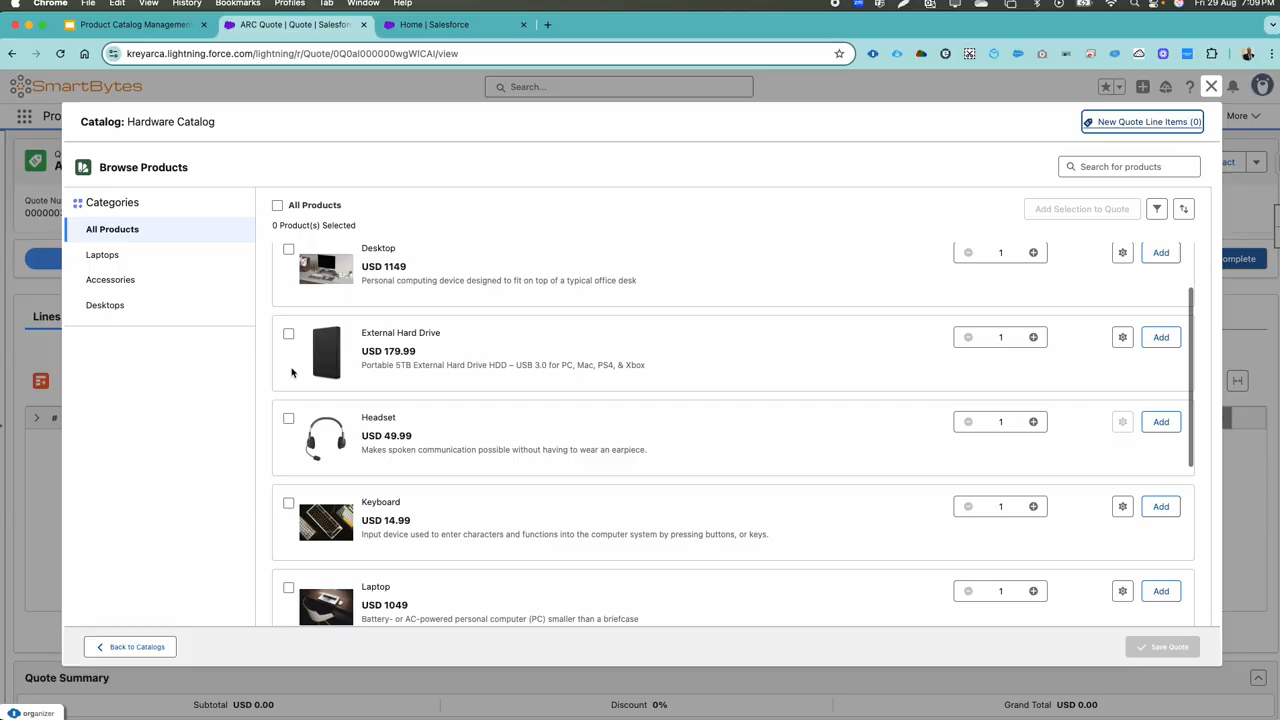 Chrome File Edit View History Bookmarks Profiles Tab Window Help Fri 29 Aug 7:09 PM
Product Catalog Managemen
ARC Quote | Quote | Salesfor
Home | Salesforce
kreyarca.lightning.force.com/lightning/r/Quote/0Q0al000000wgWlCAI/view
SmartBytes
Search...
Pro
More
Catalog: Hardware Catalog
New Quote Line Items (0)
Browse Products
Search for products
Quote Nu
000000
Categories
All Products
Laptops
Accessories
Desktops
All Products
0 Product(s) Selected
Add Selection to Quote
Desktop
USD 1149
Personal computing device designed to fit on top of a typical office desk
1
Add
External Hard Drive
USD 179.99
Portable 5TB External Hard Drive HDD – USB 3.0 for PC, Mac, PS4, & Xbox
1
Add
Headset
USD 49.99
Makes spoken communication possible without having to wear an earpiece.
1
Add
Keyboard
USD 14.99
Input device used to enter characters and functions into the computer system by pressing buttons, or keys.
1
Add
Laptop
USD 1049
Battery- or AC-powered personal computer (PC) smaller than a briefcase
1
Add
act
omplete
Lines
#
Back to Catalogs
Save Quote
Quote Summary
Subtotal USD 0.00
Discount 0%
Grand Total USD 0.00
organizer